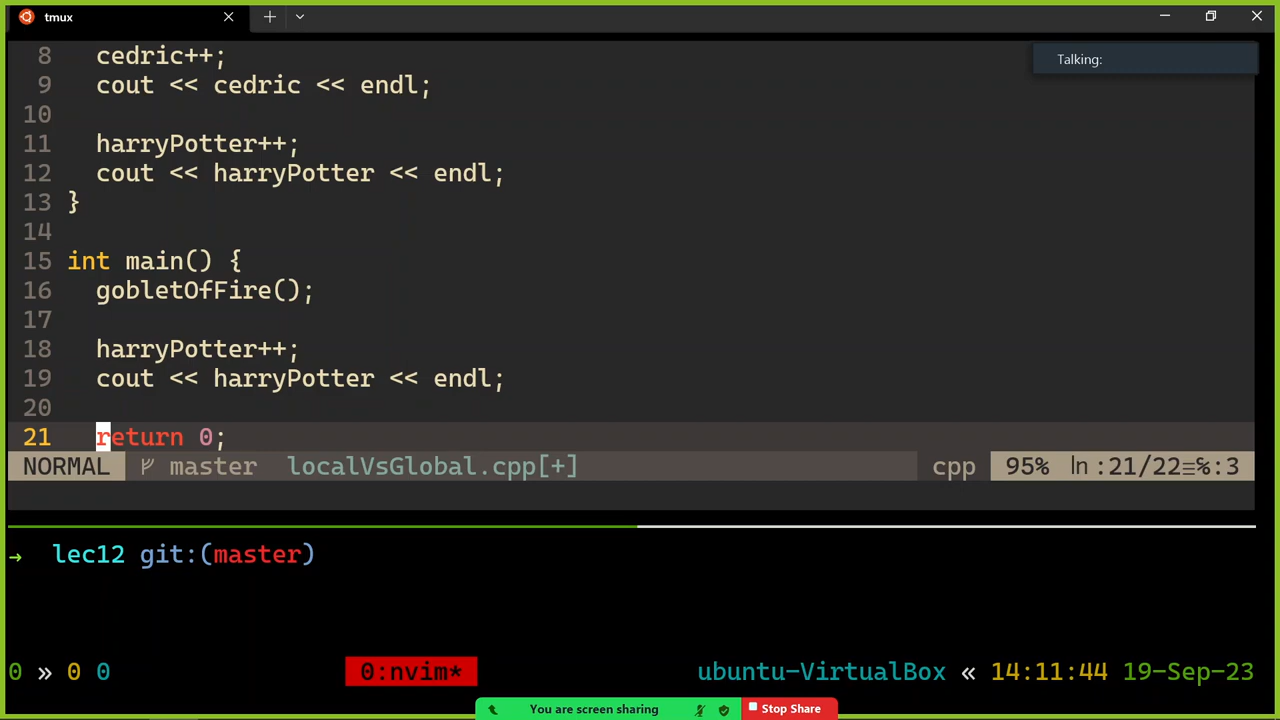 tmux
Talking:
8 cedric++;
9 cout << cedric << endl;
10
11 harryPotter++;
12 cout << harryPotter << endl;
13 }
14
15 int main() {
16 gobletOfFire();
17
18 harryPotter++;
19 cout << harryPotter << endl;
20
21 return 0;
NORMAL master localVsGlobal.cpp[+] cpp 95% ln :21/22≡℅:3
→ lec12 git:(master)
0 » 0 0 0:nvim* ubuntu-VirtualBox « 14:11:44 19-Sep-23
You are screen sharing Stop Share